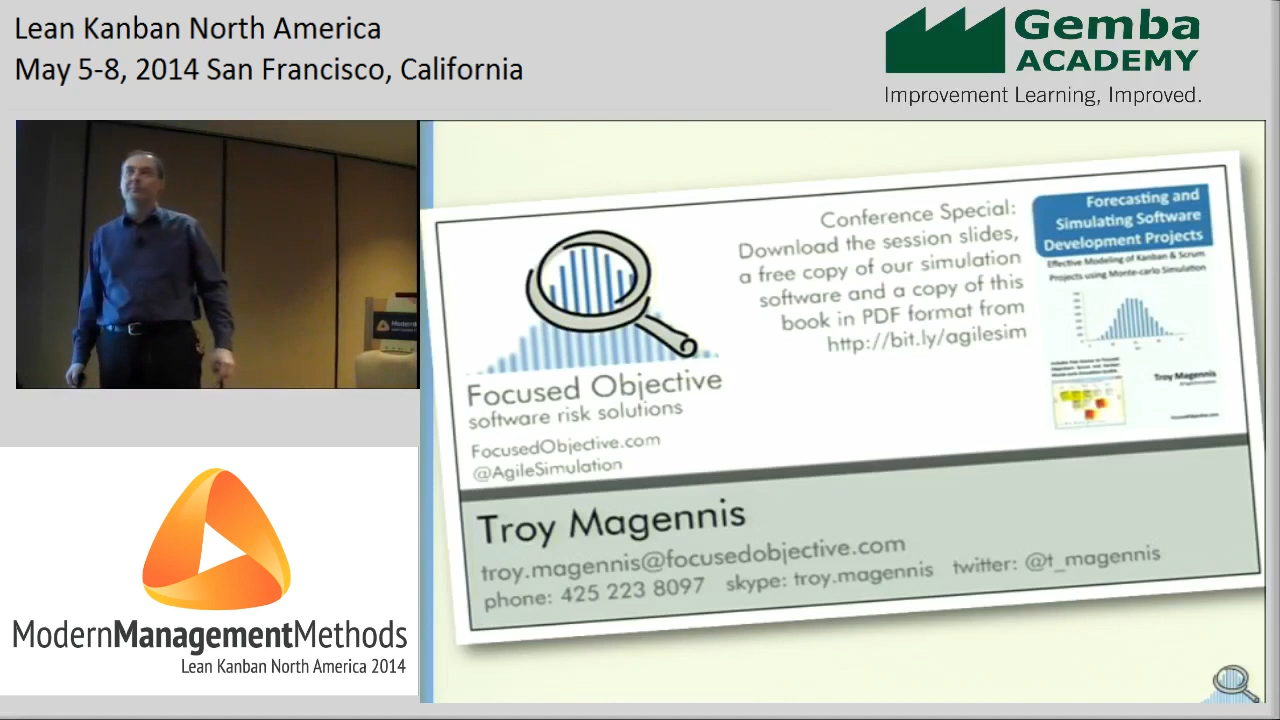 Lean Kanban North America
May 5-8, 2014 San Francisco, California
Gemba
ACADEMY
Improvement Learning, Improved.
Modern
Conference Special:
Download the session slides,
a free copy of our simulation
software and a copy of this
book in PDF format from
http://bit.ly/agilesim
Forecasting and
Simulating Software
Development Projects
Effective Modeling of Kanban & Scrum
Projects using Monte-carlo Simulation
Troy Magennis
Focused Objective
software risk solutions
FocusedObjective.com
@AgileSimulation
Troy Magennis
troy.magennis@focusedobjective.com
phone: 425 223 8097 skype: troy.magennis twitter: @t_magennis
ModernManagementMethods
Lean Kanban North America 2014